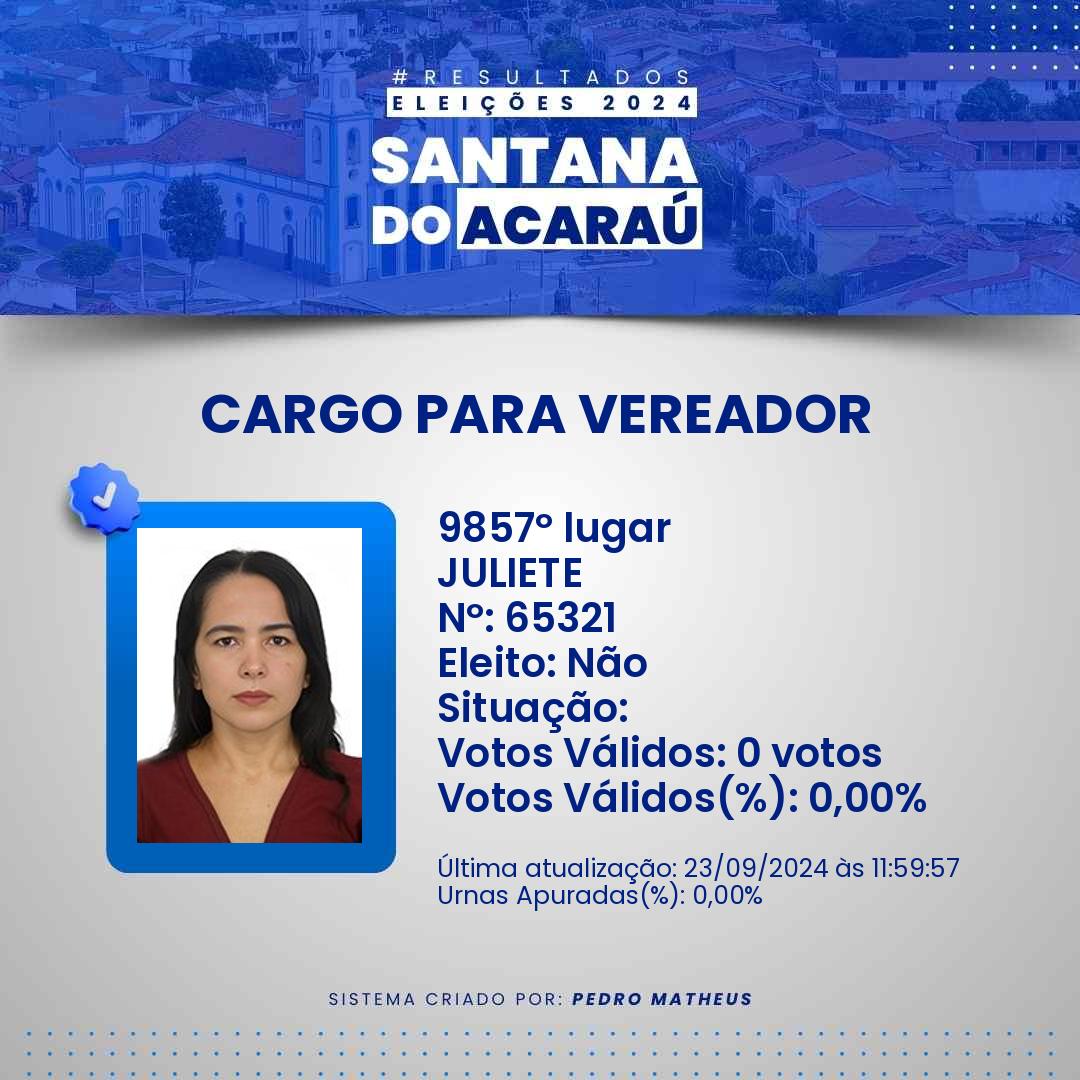 #RESULTADOS
ELEIÇÕES 2024
SANTANA
DO ACARAÚ
CARGO PARA VEREADOR
9857º lugar
JULIETE
Nº: 65321
Eleito: Não
Situação:
Votos Válidos: 0 votos
Votos Válidos(%): 0,00%
Última atualização: 23/09/2024 às 11:59:57
Urnas Apuradas(%): 0,00%
SISTEMA CRIADO POR: PEDRO MATHEUS